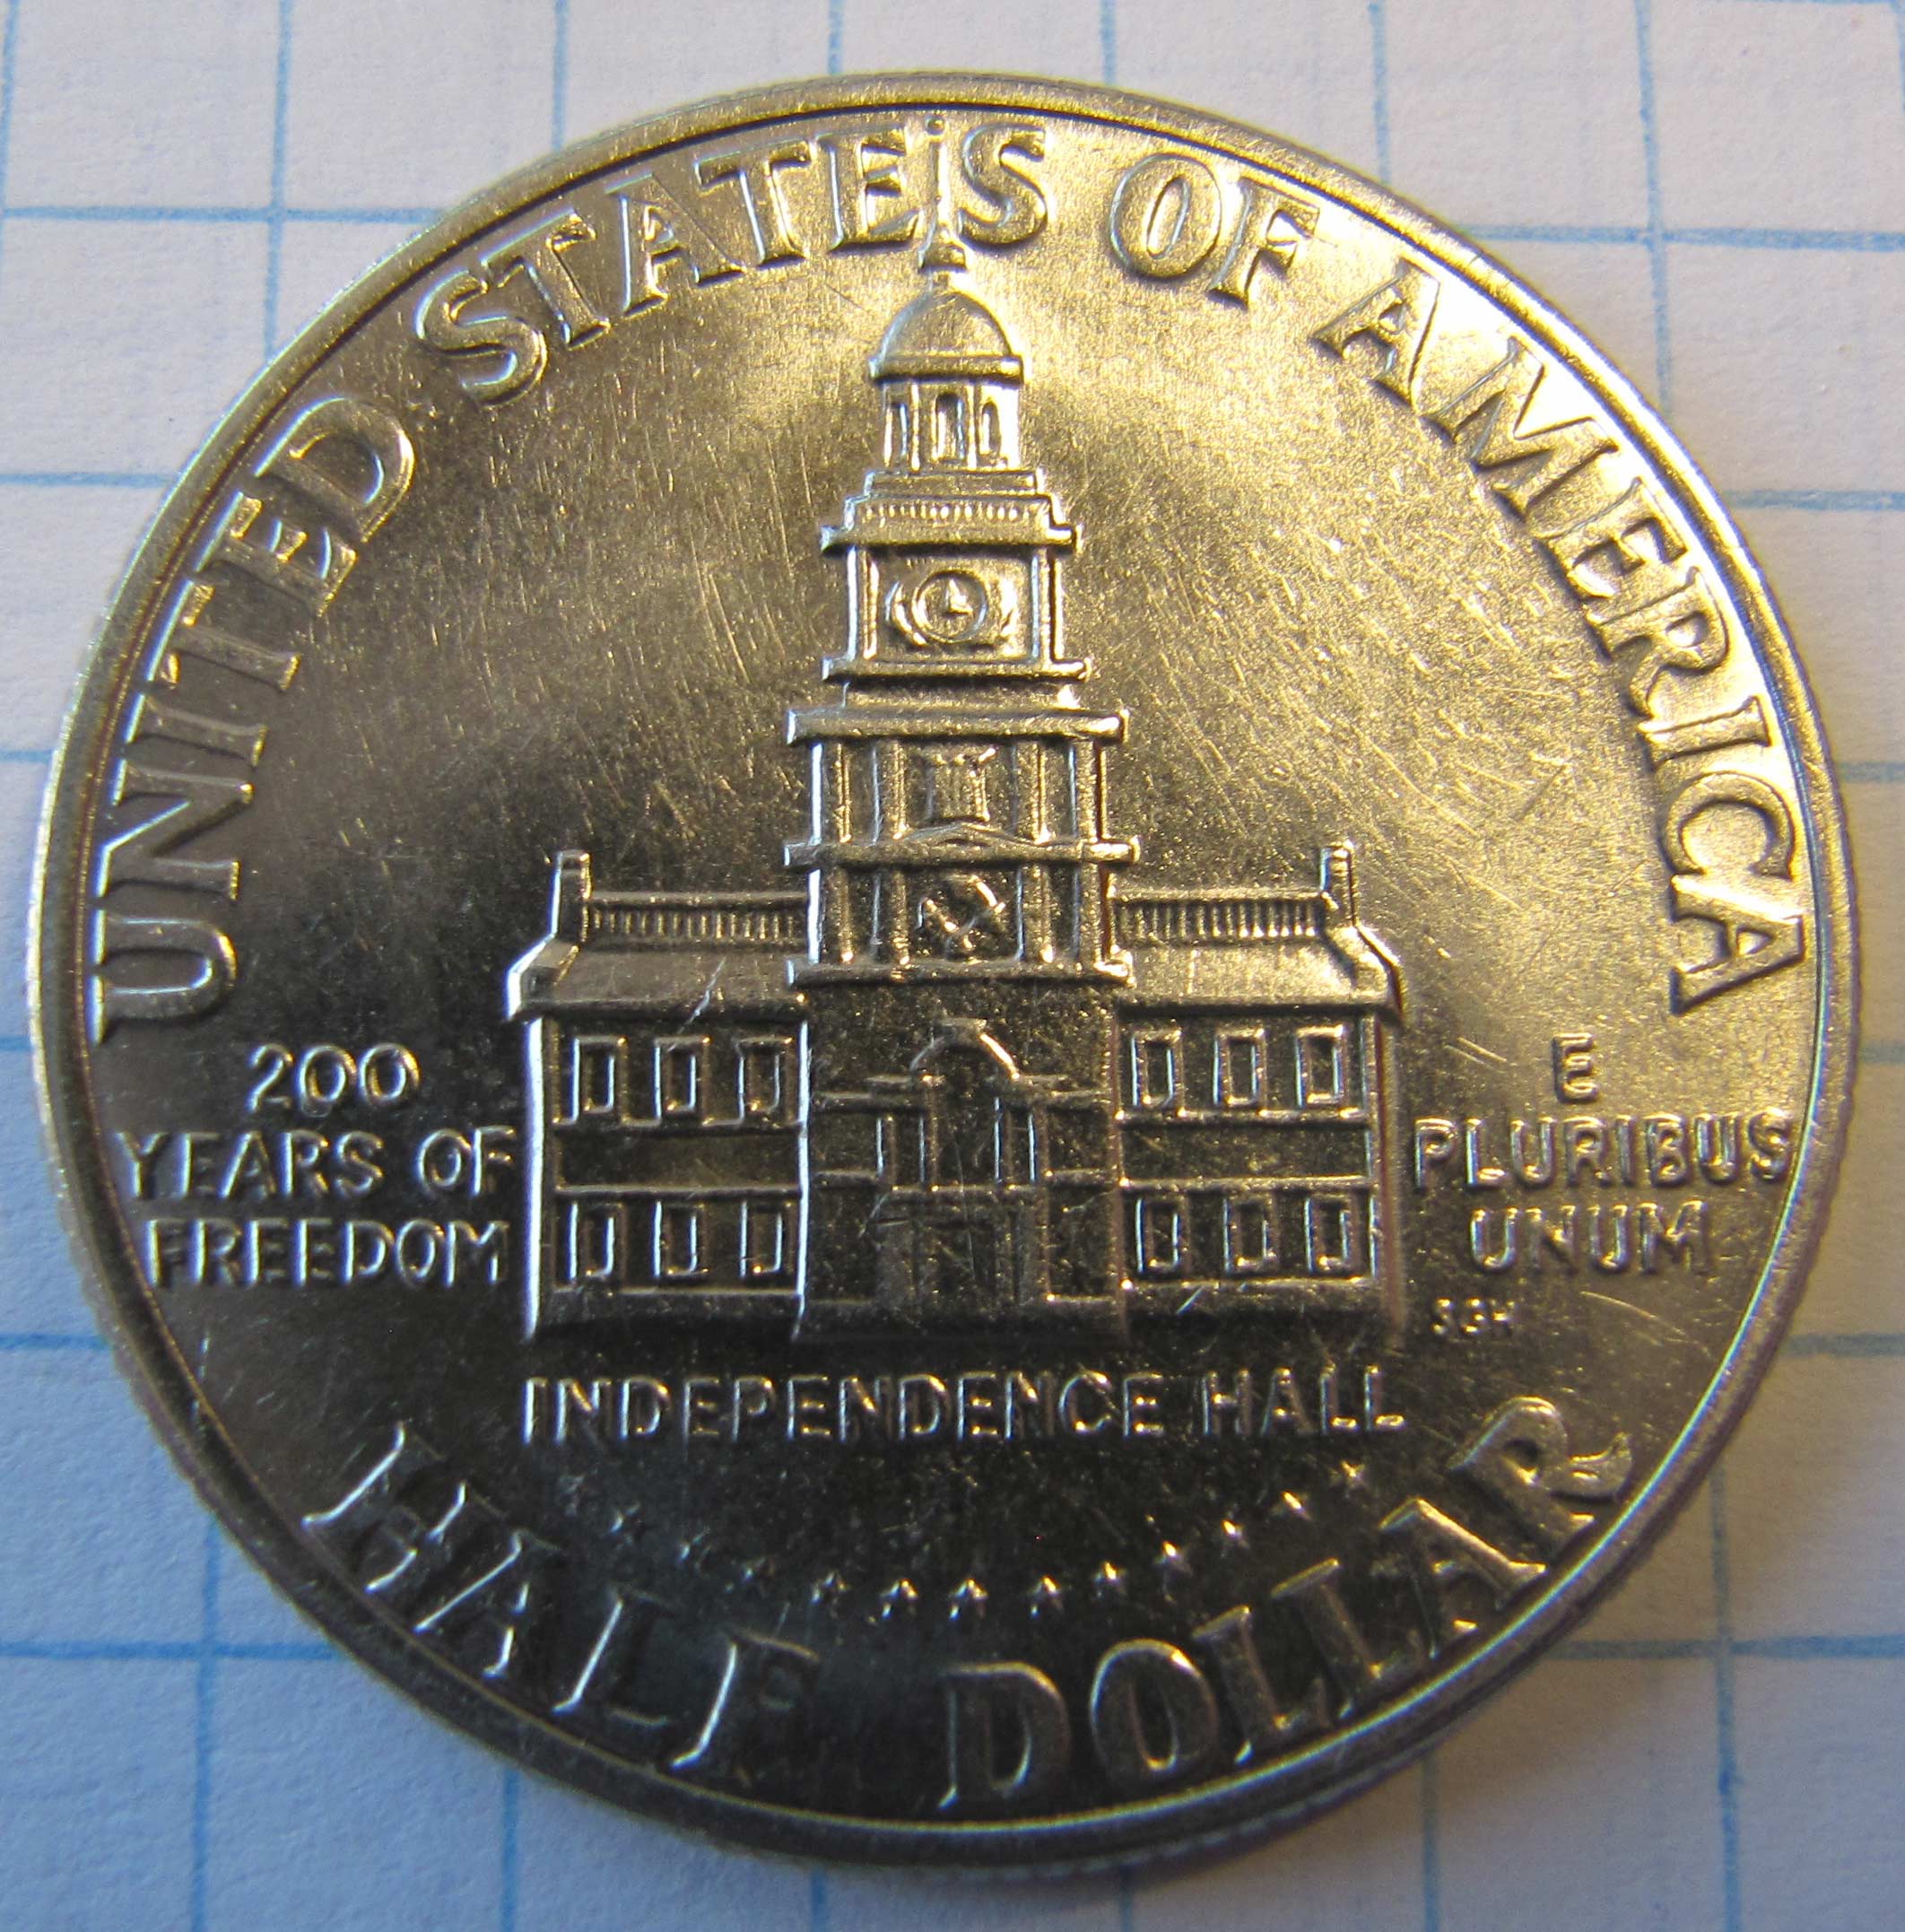 UNITED STATES OF AMERICA
200
YEARS OF
FREEDOM
E
PLURIBUS
UNUM
SGH
INDEPENDENCE HALL
HALF DOLLAR